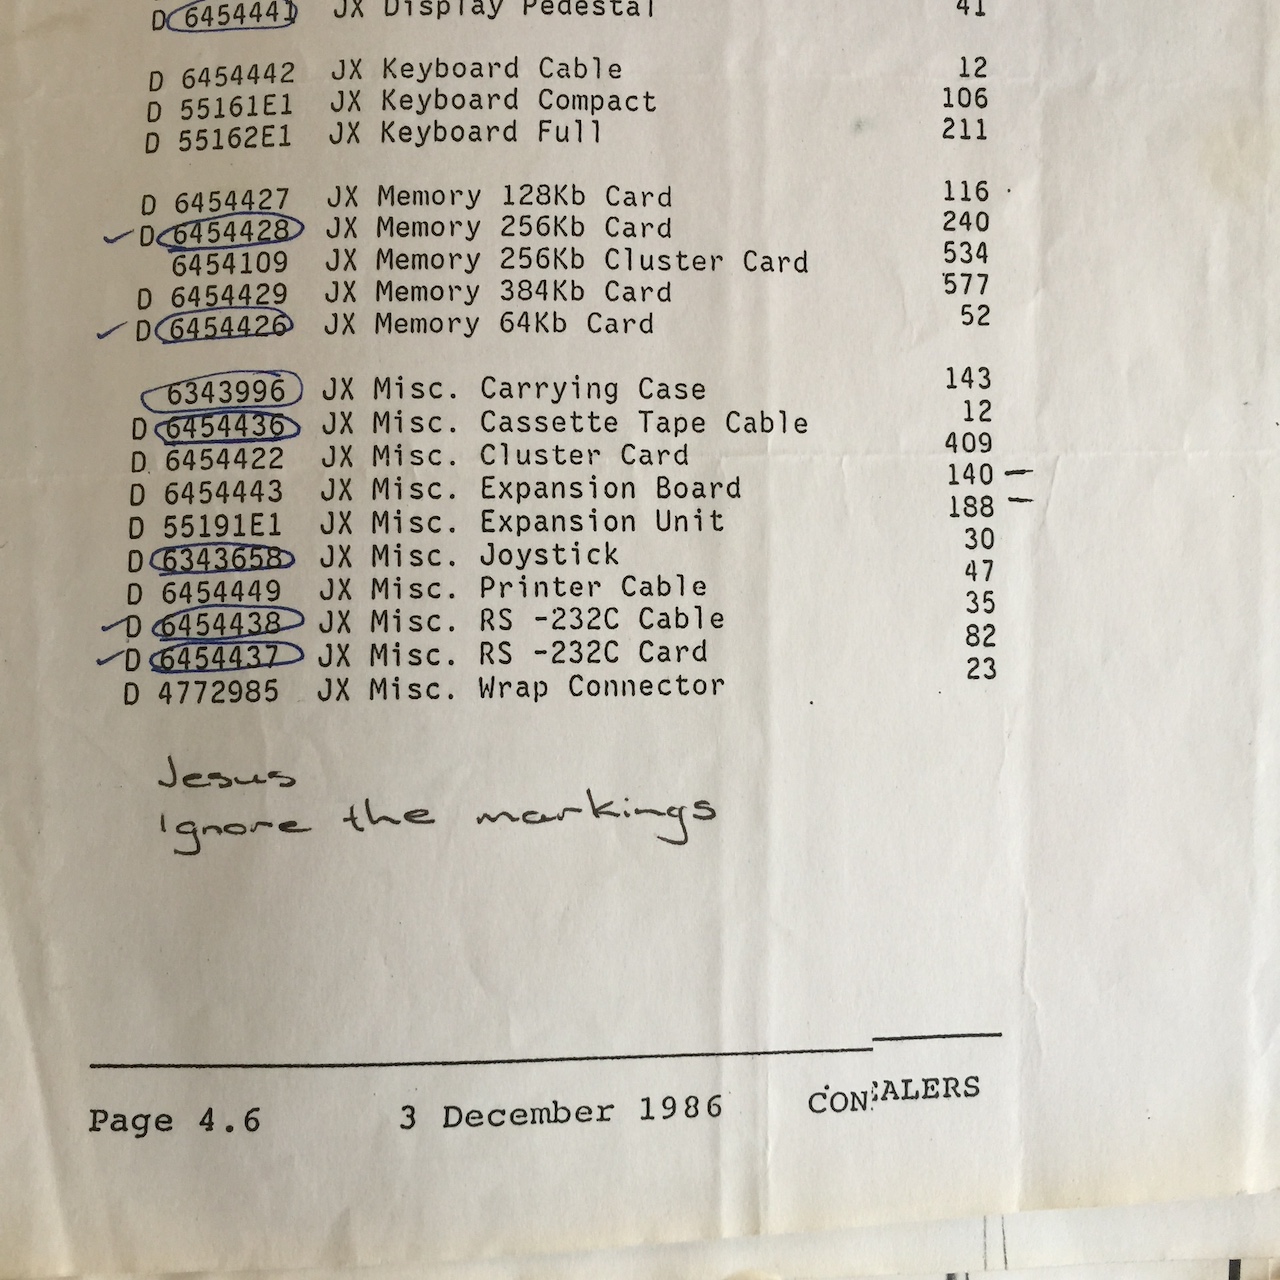 D 6454441 JX Display Pedestal 41
D 6454442 JX Keyboard Cable 12
D 55161E1 JX Keyboard Compact 106
D 55162E1 JX Keyboard Full 211
D 6454427 JX Memory 128Kb Card 116
D 6454428 JX Memory 256Kb Card 240
6454109 JX Memory 256Kb Cluster Card 534
D 6454429 JX Memory 384Kb Card 577
D 6454426 JX Memory 64Kb Card 52
6343996 JX Misc. Carrying Case 143
D 6454436 JX Misc. Cassette Tape Cable 12
D 6454422 JX Misc. Cluster Card 409
D 6454443 JX Misc. Expansion Board 140 —
D 55191E1 JX Misc. Expansion Unit 188 —
D 6343658 JX Misc. Joystick 30
D 6454449 JX Misc. Printer Cable 47
D 6454438 JX Misc. RS -232C Cable 35
D 6454437 JX Misc. RS -232C Card 82
D 4772985 JX Misc. Wrap Connector 23
Jesus
Ignore the markings
Page 4.6 3 December 1986